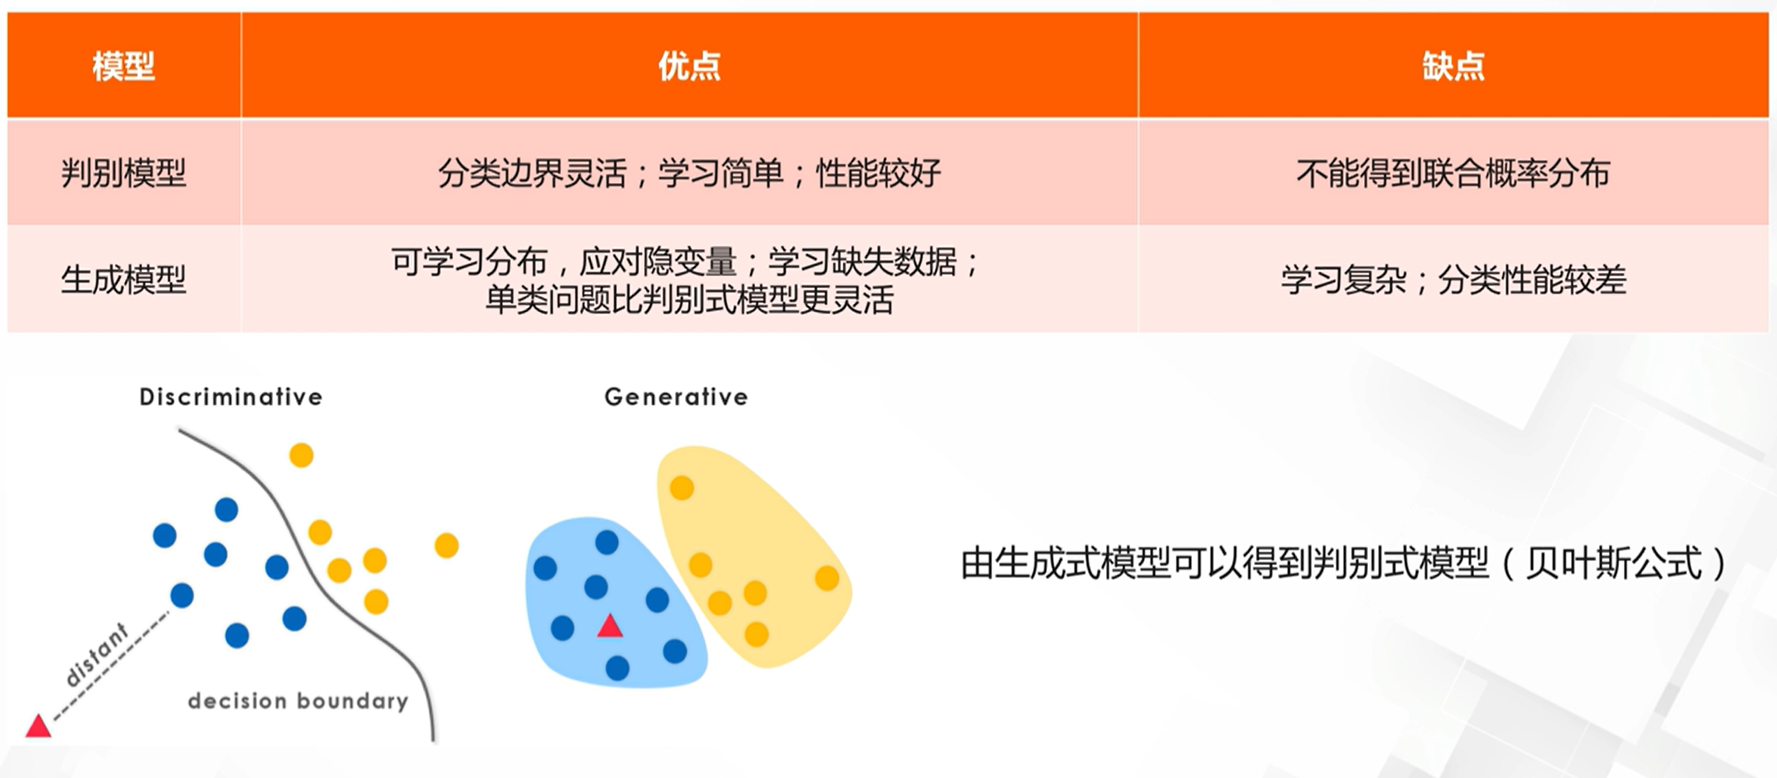 模型
优点
缺点
判别模型
分类边界灵活；学习简单；性能较好
不能得到联合概率分布
生成模型
可学习分布，应对隐变量；学习缺失数据；
单类问题比判别式模型更灵活
学习复杂；分类性能较差
Discriminative
Generative
distant
decision boundary
由生成式模型可以得到判别式模型（贝叶斯公式）